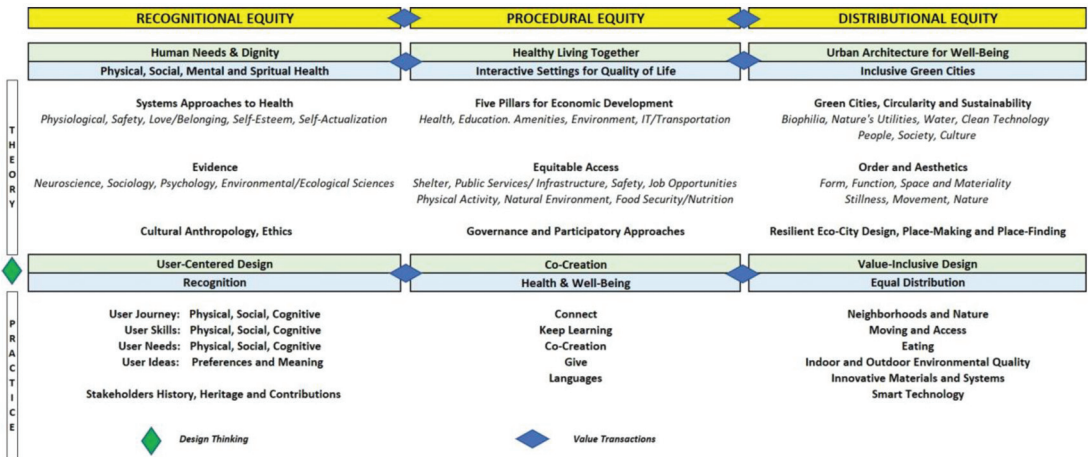 RECOGNITIONAL EQUITY
PROCEDURAL EQUITY
DISTRIBUTIONAL EQUITY
Human Needs & Dignity
Healthy Living Together
Urban Architecture for Well-Being
Physical, Social, Mental and Spritual Health
Interactive Settings for Quality of Life
Inclusive Green Cities
THEORY
Systems Approaches to Health
Physiological, Safety, Love/Belonging, Self-Esteem, Self-Actualization
Five Pillars for Economic Development
Health, Education. Amenities, Environment, IT/Transportation
Green Cities, Circularity and Sustainability
Biophilia, Nature's Utilities, Water, Clean Technology
People, Society, Culture
Evidence
Neuroscience, Sociology, Psychology, Environmental/Ecological Sciences
Equitable Access
Shelter, Public Services/ Infrastructure, Safety, Job Opportunities
Physical Activity, Natural Environment, Food Security/Nutrition
Order and Aesthetics
Form, Function, Space and Materiality
Stillness, Movement, Nature
Cultural Anthropology, Ethics
Governance and Participatory Approaches
Resilient Eco-City Design, Place-Making and Place-Finding
User-Centered Design
Co-Creation
Value-Inclusive Design
Recognition
Health & Well-Being
Equal Distribution
PRACTICE
User Journey: Physical, Social, Cognitive
User Skills: Physical, Social, Cognitive
User Needs: Physical, Social, Cognitive
User Ideas: Preferences and Meaning
Stakeholders History, Heritage and Contributions
Connect
Keep Learning
Co-Creation
Give
Languages
Neighborhoods and Nature
Moving and Access
Eating
Indoor and Outdoor Environmental Quality
Innovative Materials and Systems
Smart Technology
Design Thinking
Value Transactions